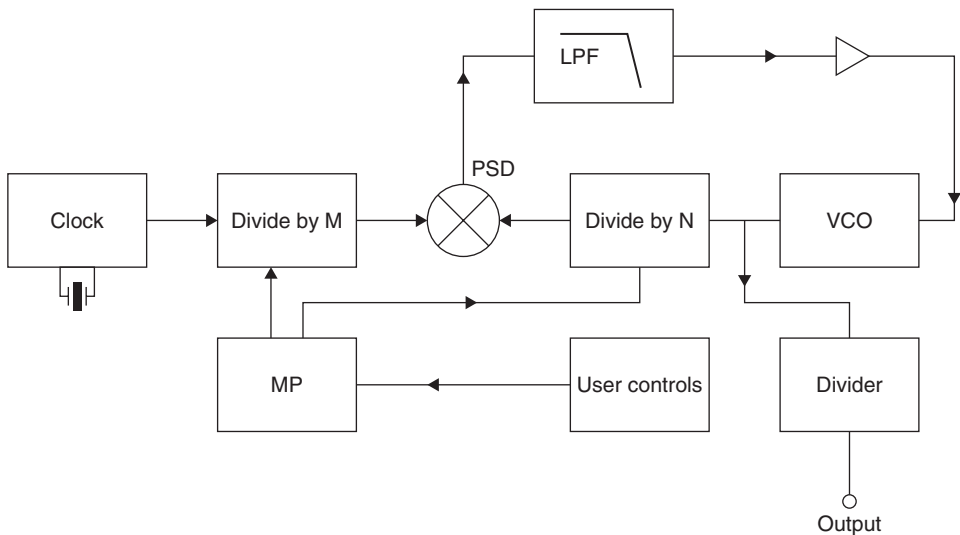 LPF
PSD
Clock
Divide by M
Divide by N
VCO
MP
User controls
Divider
Output